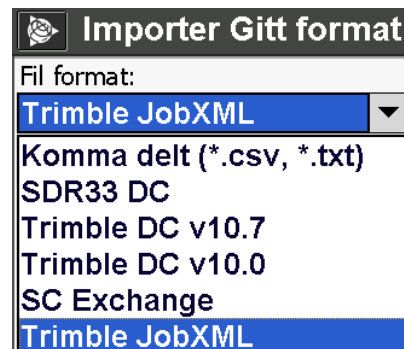 Importer Gitt format
Fil format:
Trimble JobXML
Komma delt (*.csv, *.txt)
SDR33 DC
Trimble DC v10.7
Trimble DC v10.0
SC Exchange
Trimble JobXML